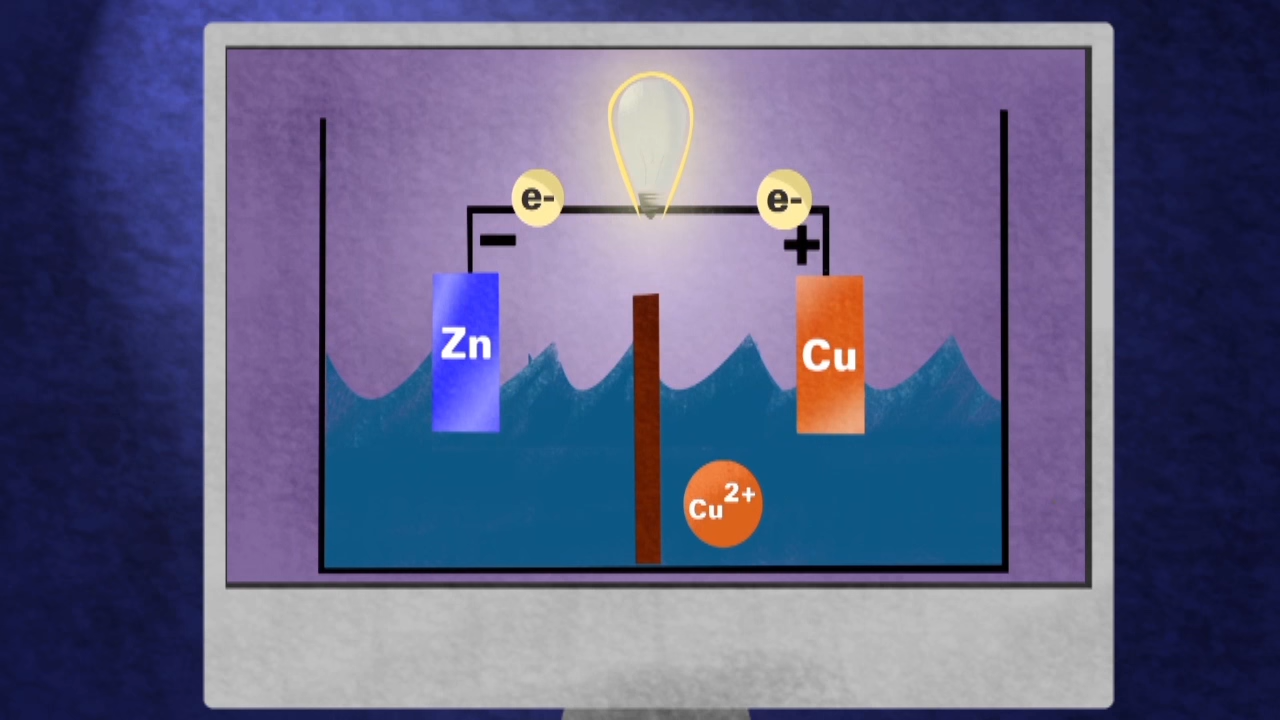 e- e-
− +
Zn Cu
Cu²⁺